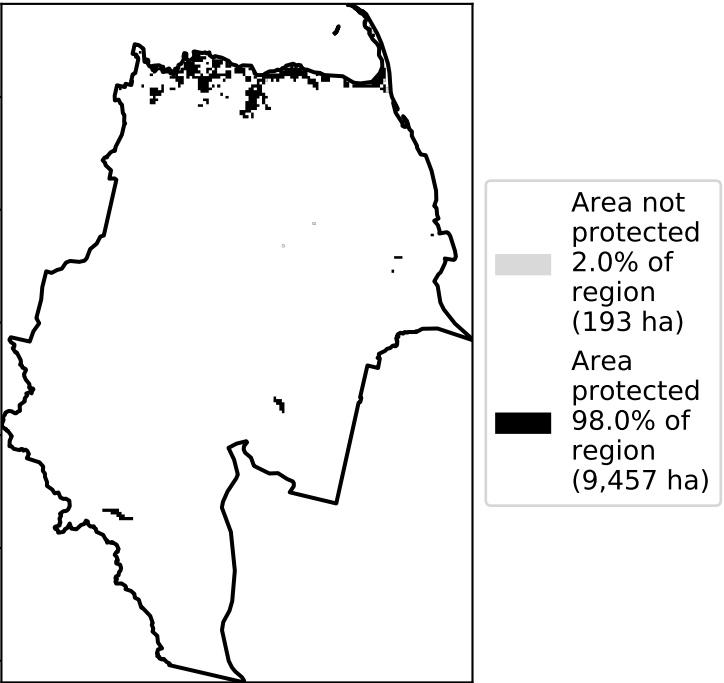 Area not
protected
2.0% of
region
(193 ha)
Area
protected
98.0% of
region
(9,457 ha)